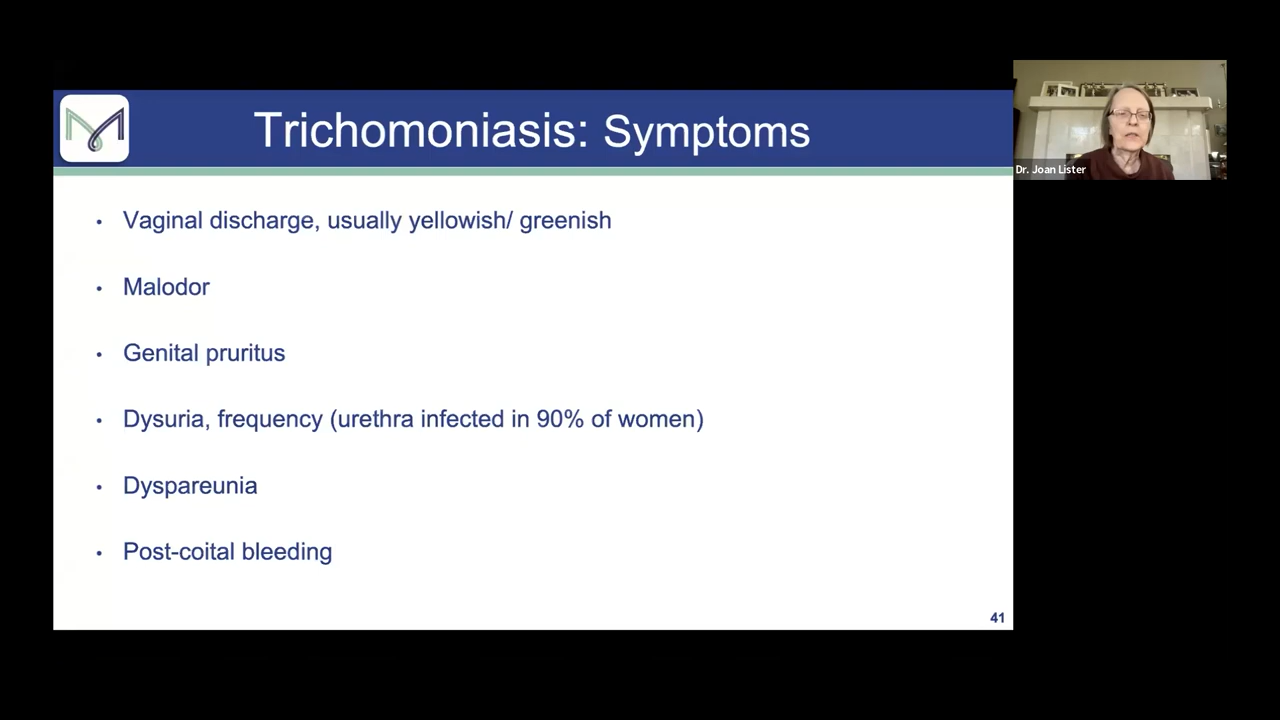 Trichomoniasis: Symptoms
Dr. Joan Lister
• Vaginal discharge, usually yellowish/ greenish
• Malodor
• Genital pruritus
• Dysuria, frequency (urethra infected in 90% of women)
• Dyspareunia
• Post-coital bleeding
41